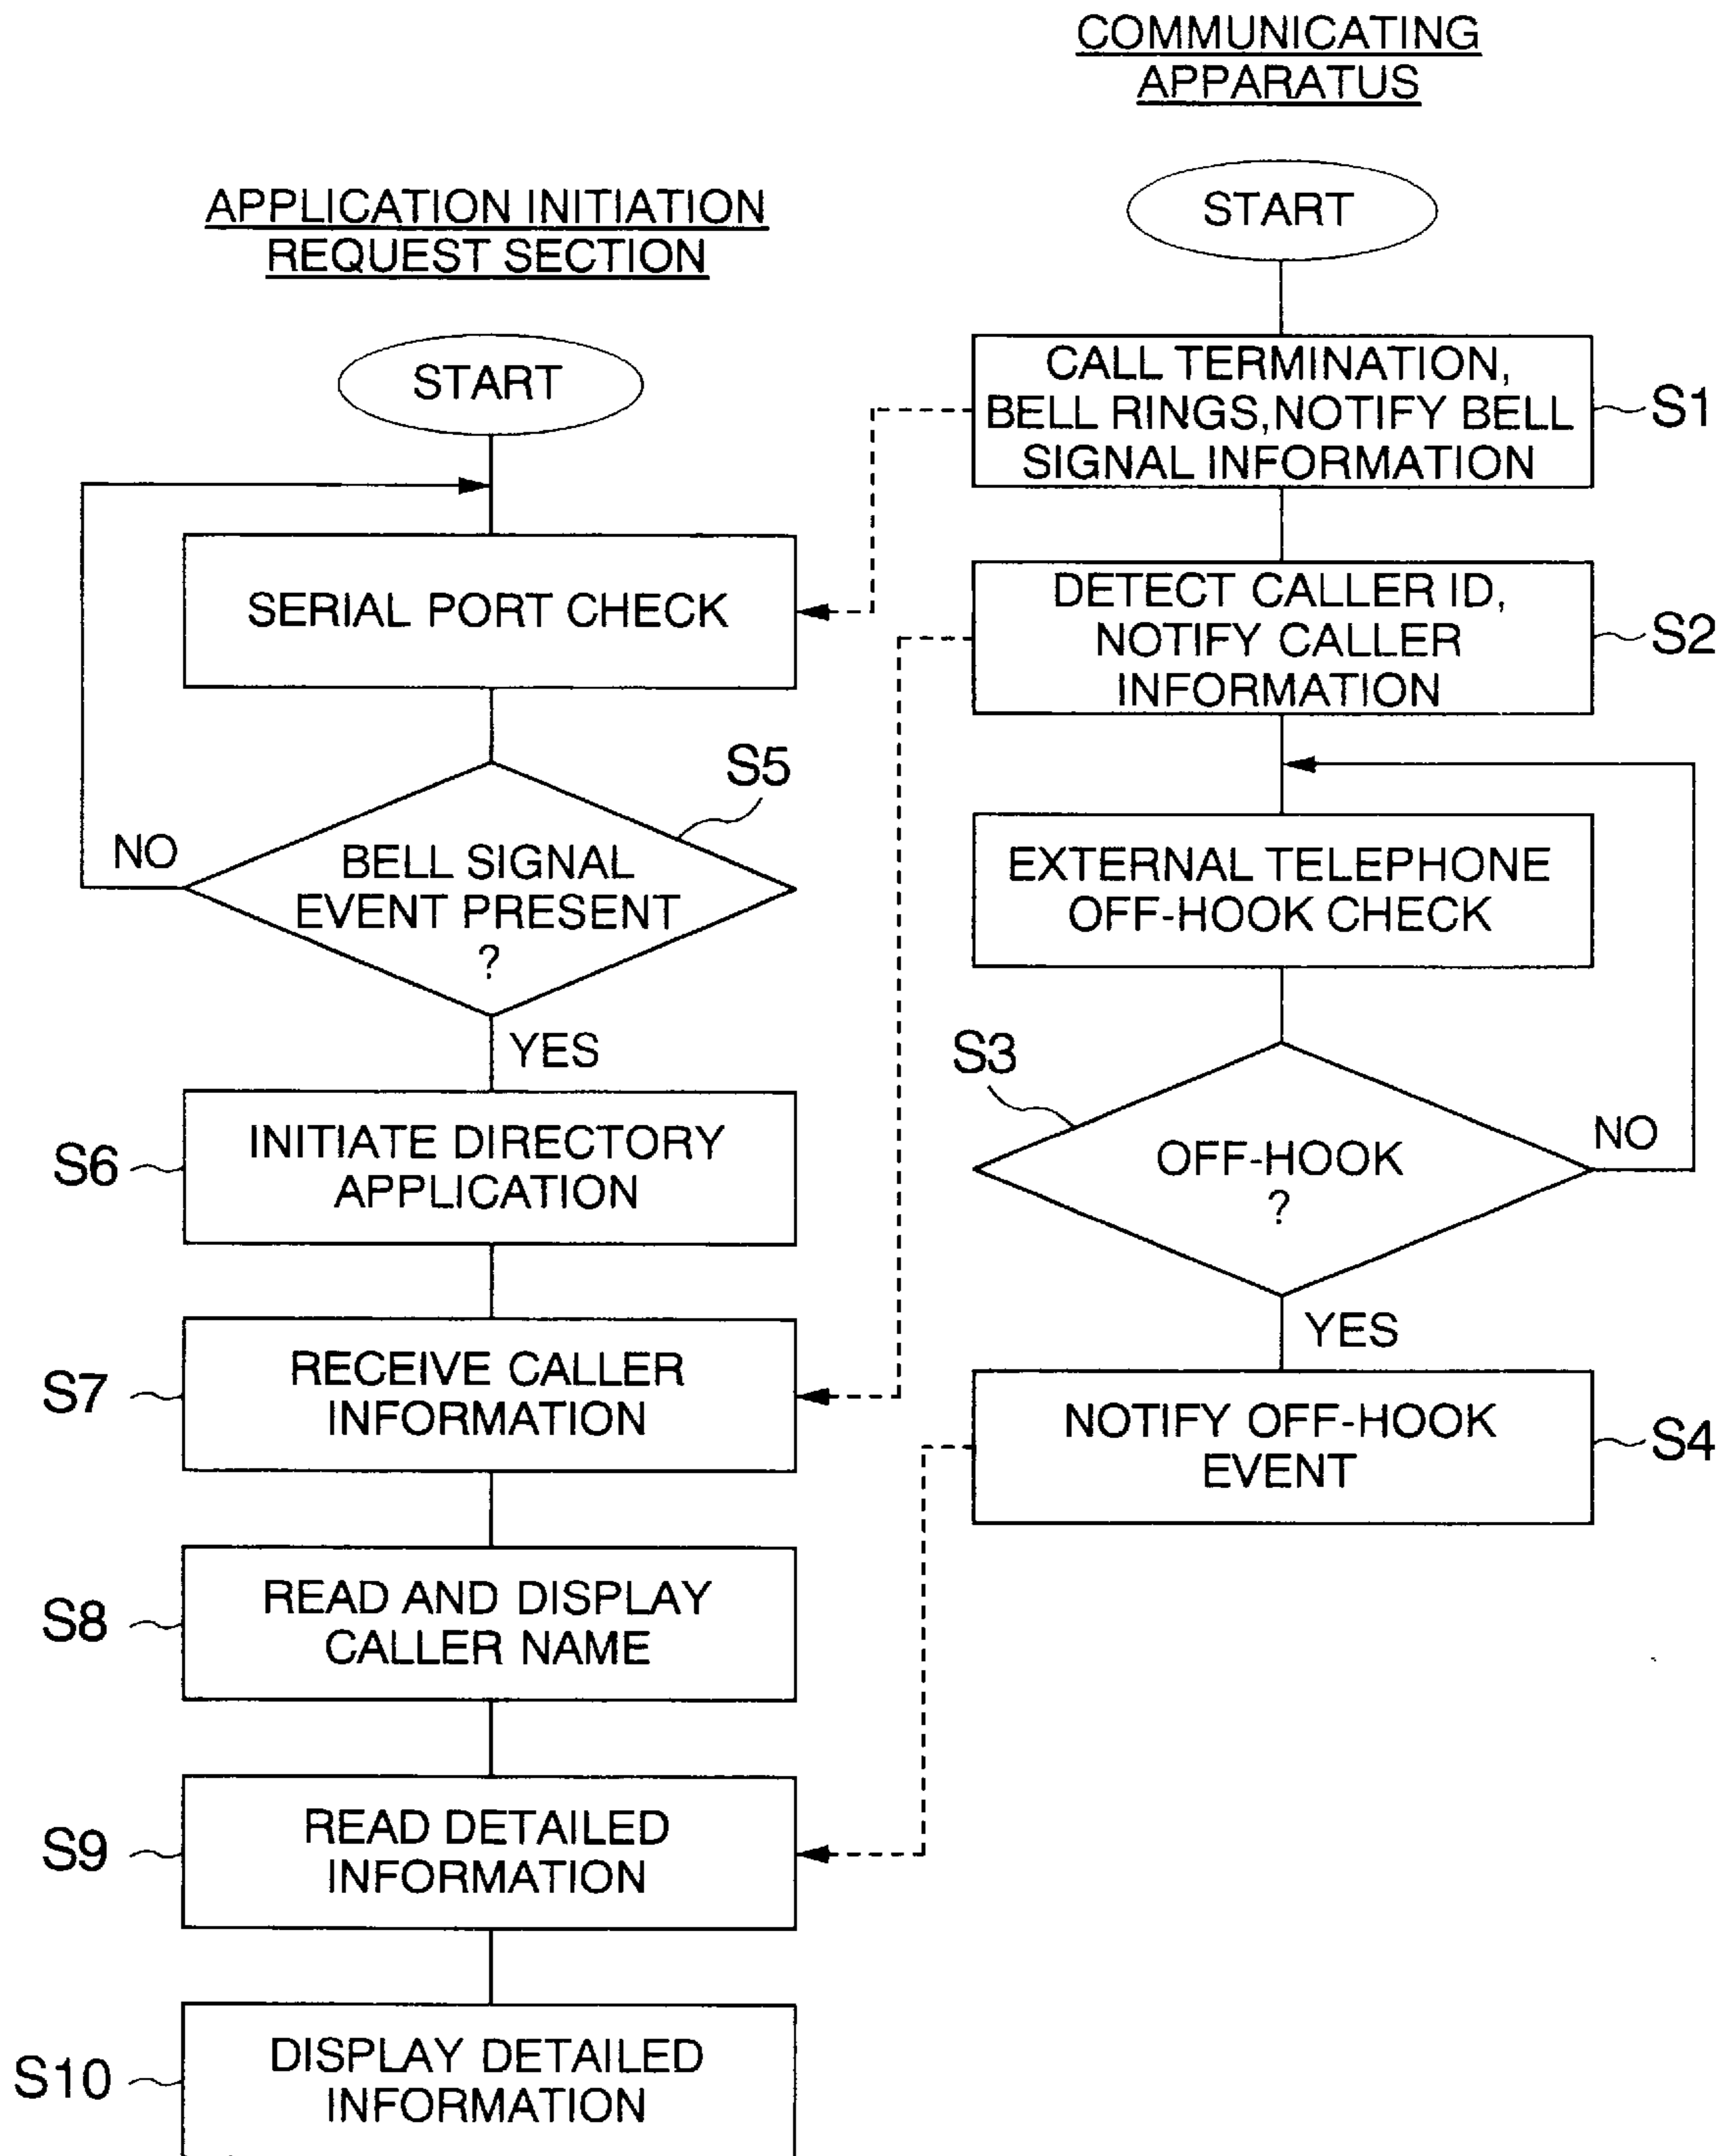 COMMUNICATING
APPARATUS
START
CALL TERMINATION,
BELL RINGS,NOTIFY BELL
SIGNAL INFORMATION
S1
DETECT CALLER ID,
NOTIFY CALLER
INFORMATION
S2
EXTERNAL TELEPHONE
OFF-HOOK CHECK
S3
OFF-HOOK
?
NO
YES
NOTIFY OFF-HOOK
EVENT
S4
APPLICATION INITIATION
REQUEST SECTION
START
SERIAL PORT CHECK
S5
NO
BELL SIGNAL
EVENT PRESENT
?
YES
S6
INITIATE DIRECTORY
APPLICATION
S7
RECEIVE CALLER
INFORMATION
S8
READ AND DISPLAY
CALLER NAME
S9
READ DETAILED
INFORMATION
S10
DISPLAY DETAILED
INFORMATION